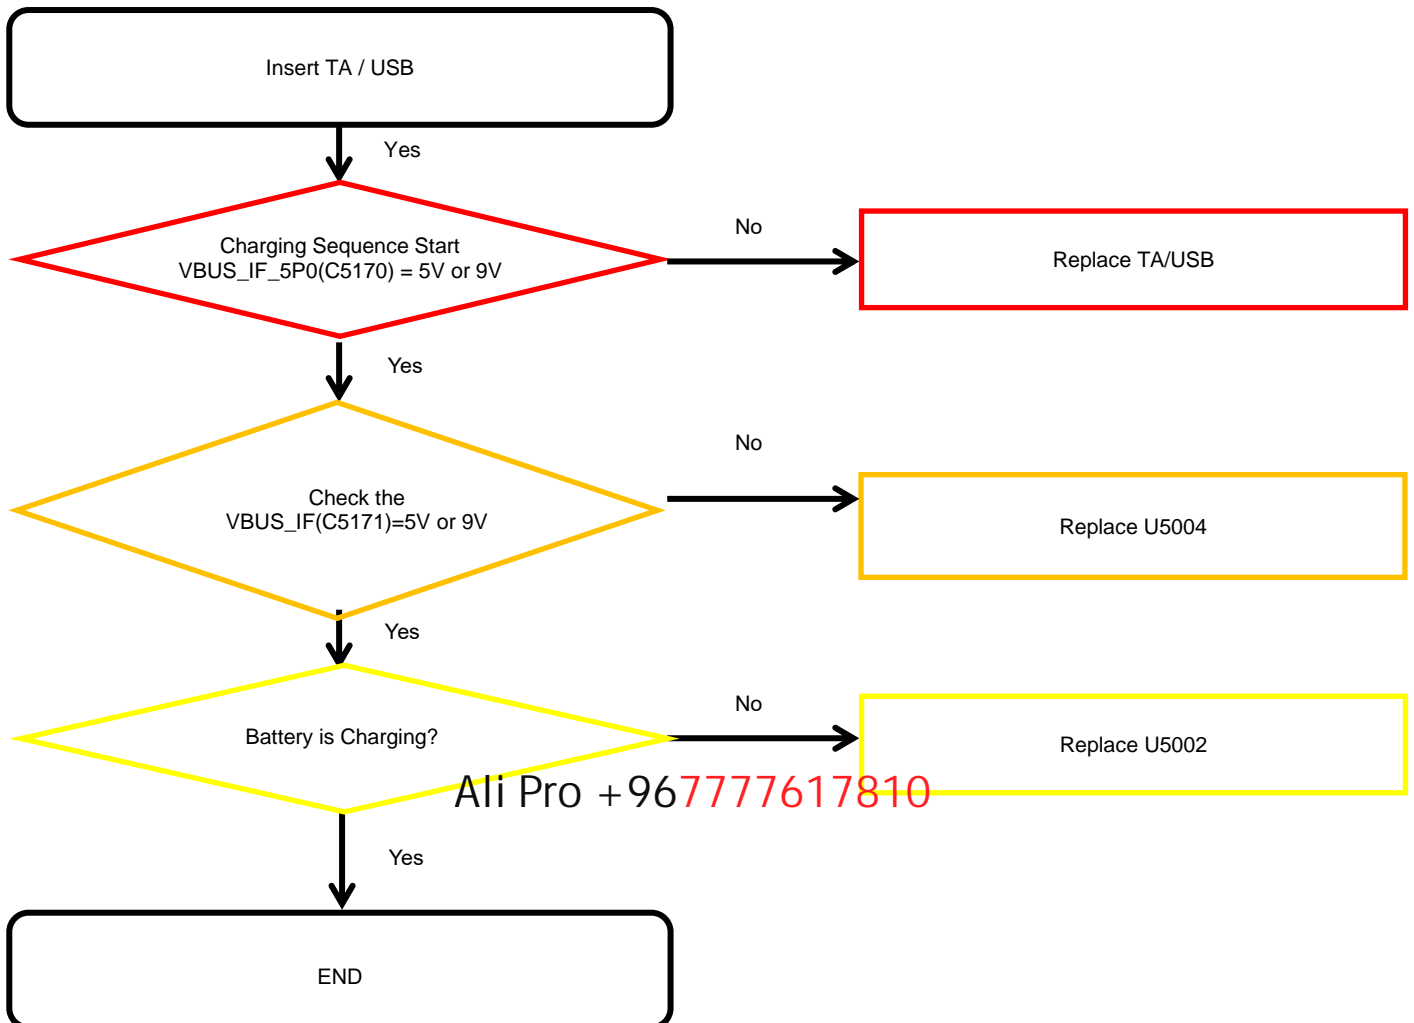 Insert TA / USB
Yes
Charging Sequence Start
VBUS_IF_5P0(C5170) = 5V or 9V
No
Replace TA/USB
Yes
Check the
VBUS_IF(C5171)=5V or 9V
No
Replace U5004
Yes
Battery is Charging?
No
Replace U5002
Ali Pro +967777617810
Yes
END